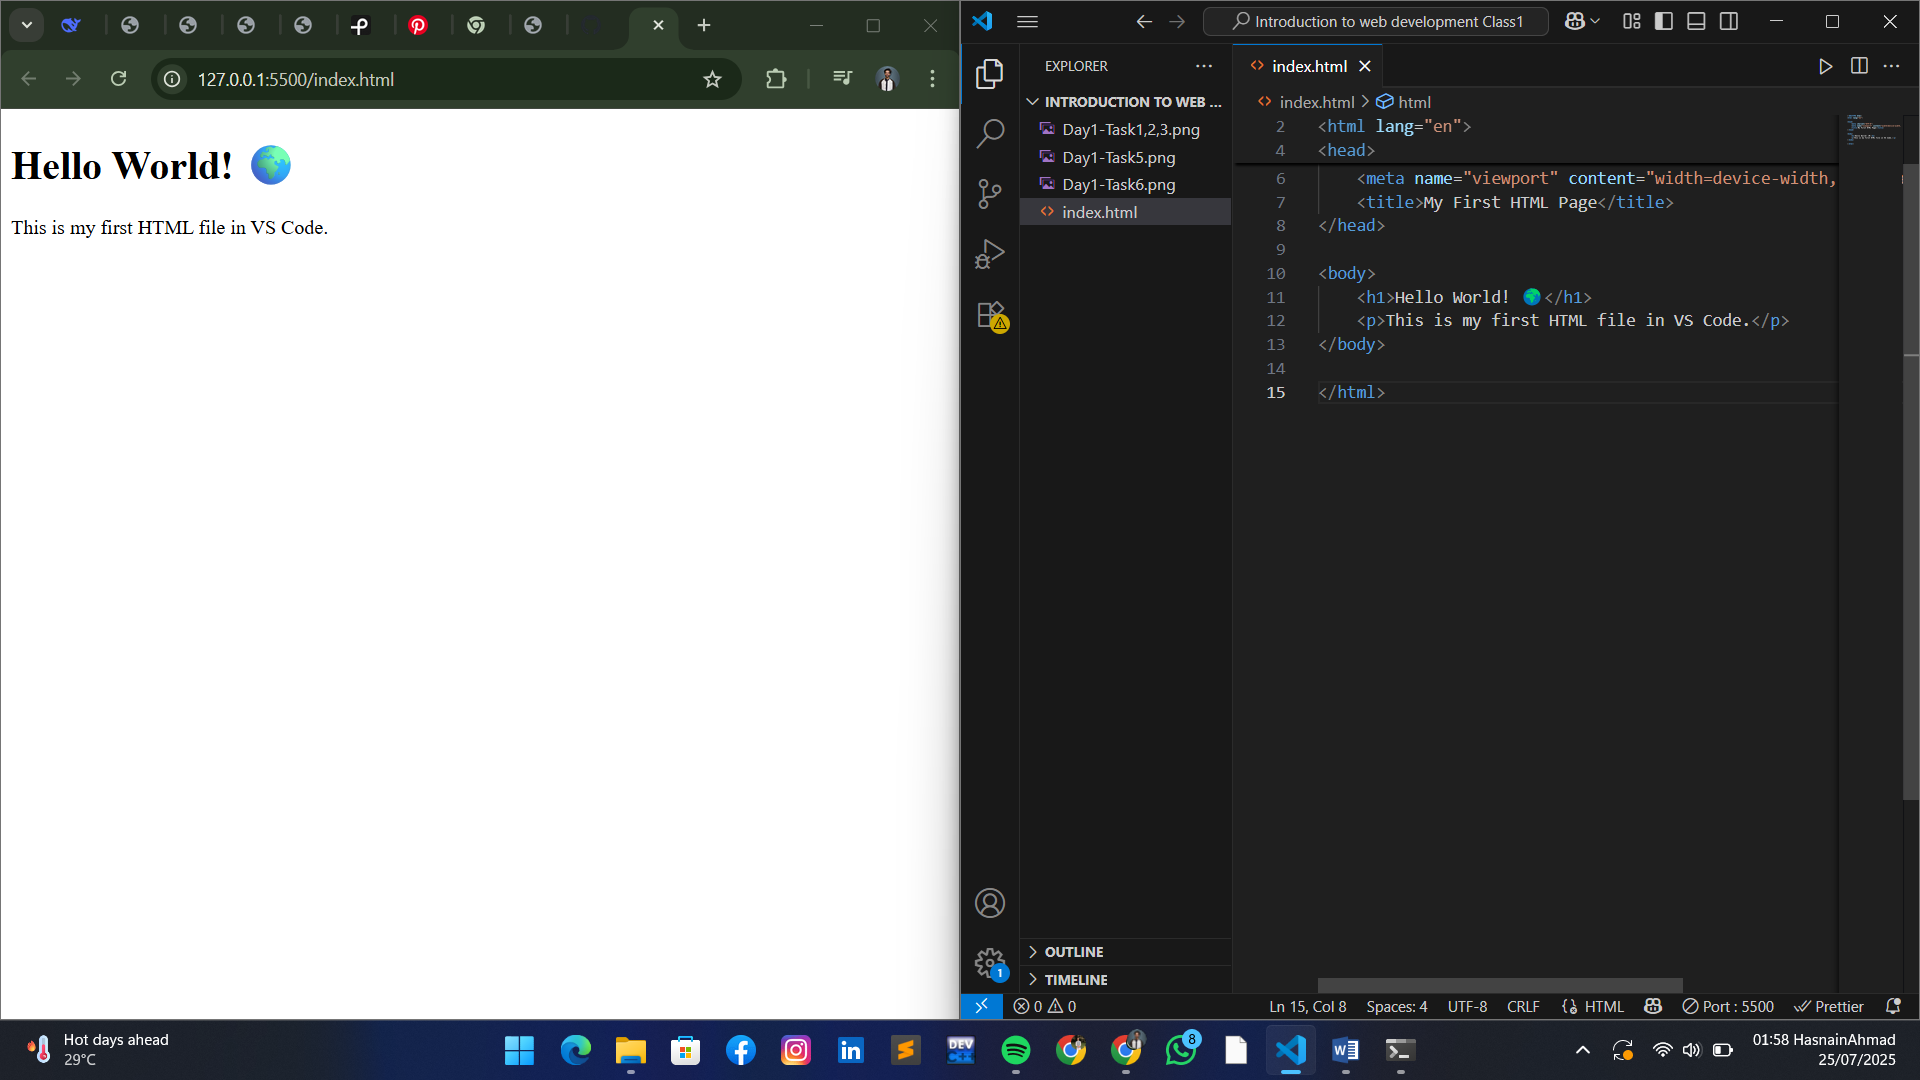 127.0.0.1:5500/index.html
Hello World! 🌍
This is my first HTML file in VS Code.
Introduction to web development Class1
EXPLORER
INTRODUCTION TO WEB ...
Day1-Task1,2,3.png
Day1-Task5.png
Day1-Task6.png
index.html
OUTLINE
TIMELINE
index.html
index.html > html
2 <html lang="en">
4 <head>
6 <meta name="viewport" content="width=device-width,
7 <title>My First HTML Page</title>
8 </head>
9
10 <body>
11 <h1>Hello World! 🌍</h1>
12 <p>This is my first HTML file in VS Code.</p>
13 </body>
14
15 </html>
1
0 0 Ln 15, Col 8 Spaces: 4 UTF-8 CRLF HTML Port : 5500 Prettier
Hot days ahead
29°C
DEV
8
01:58 HasnainAhmad
25/07/2025